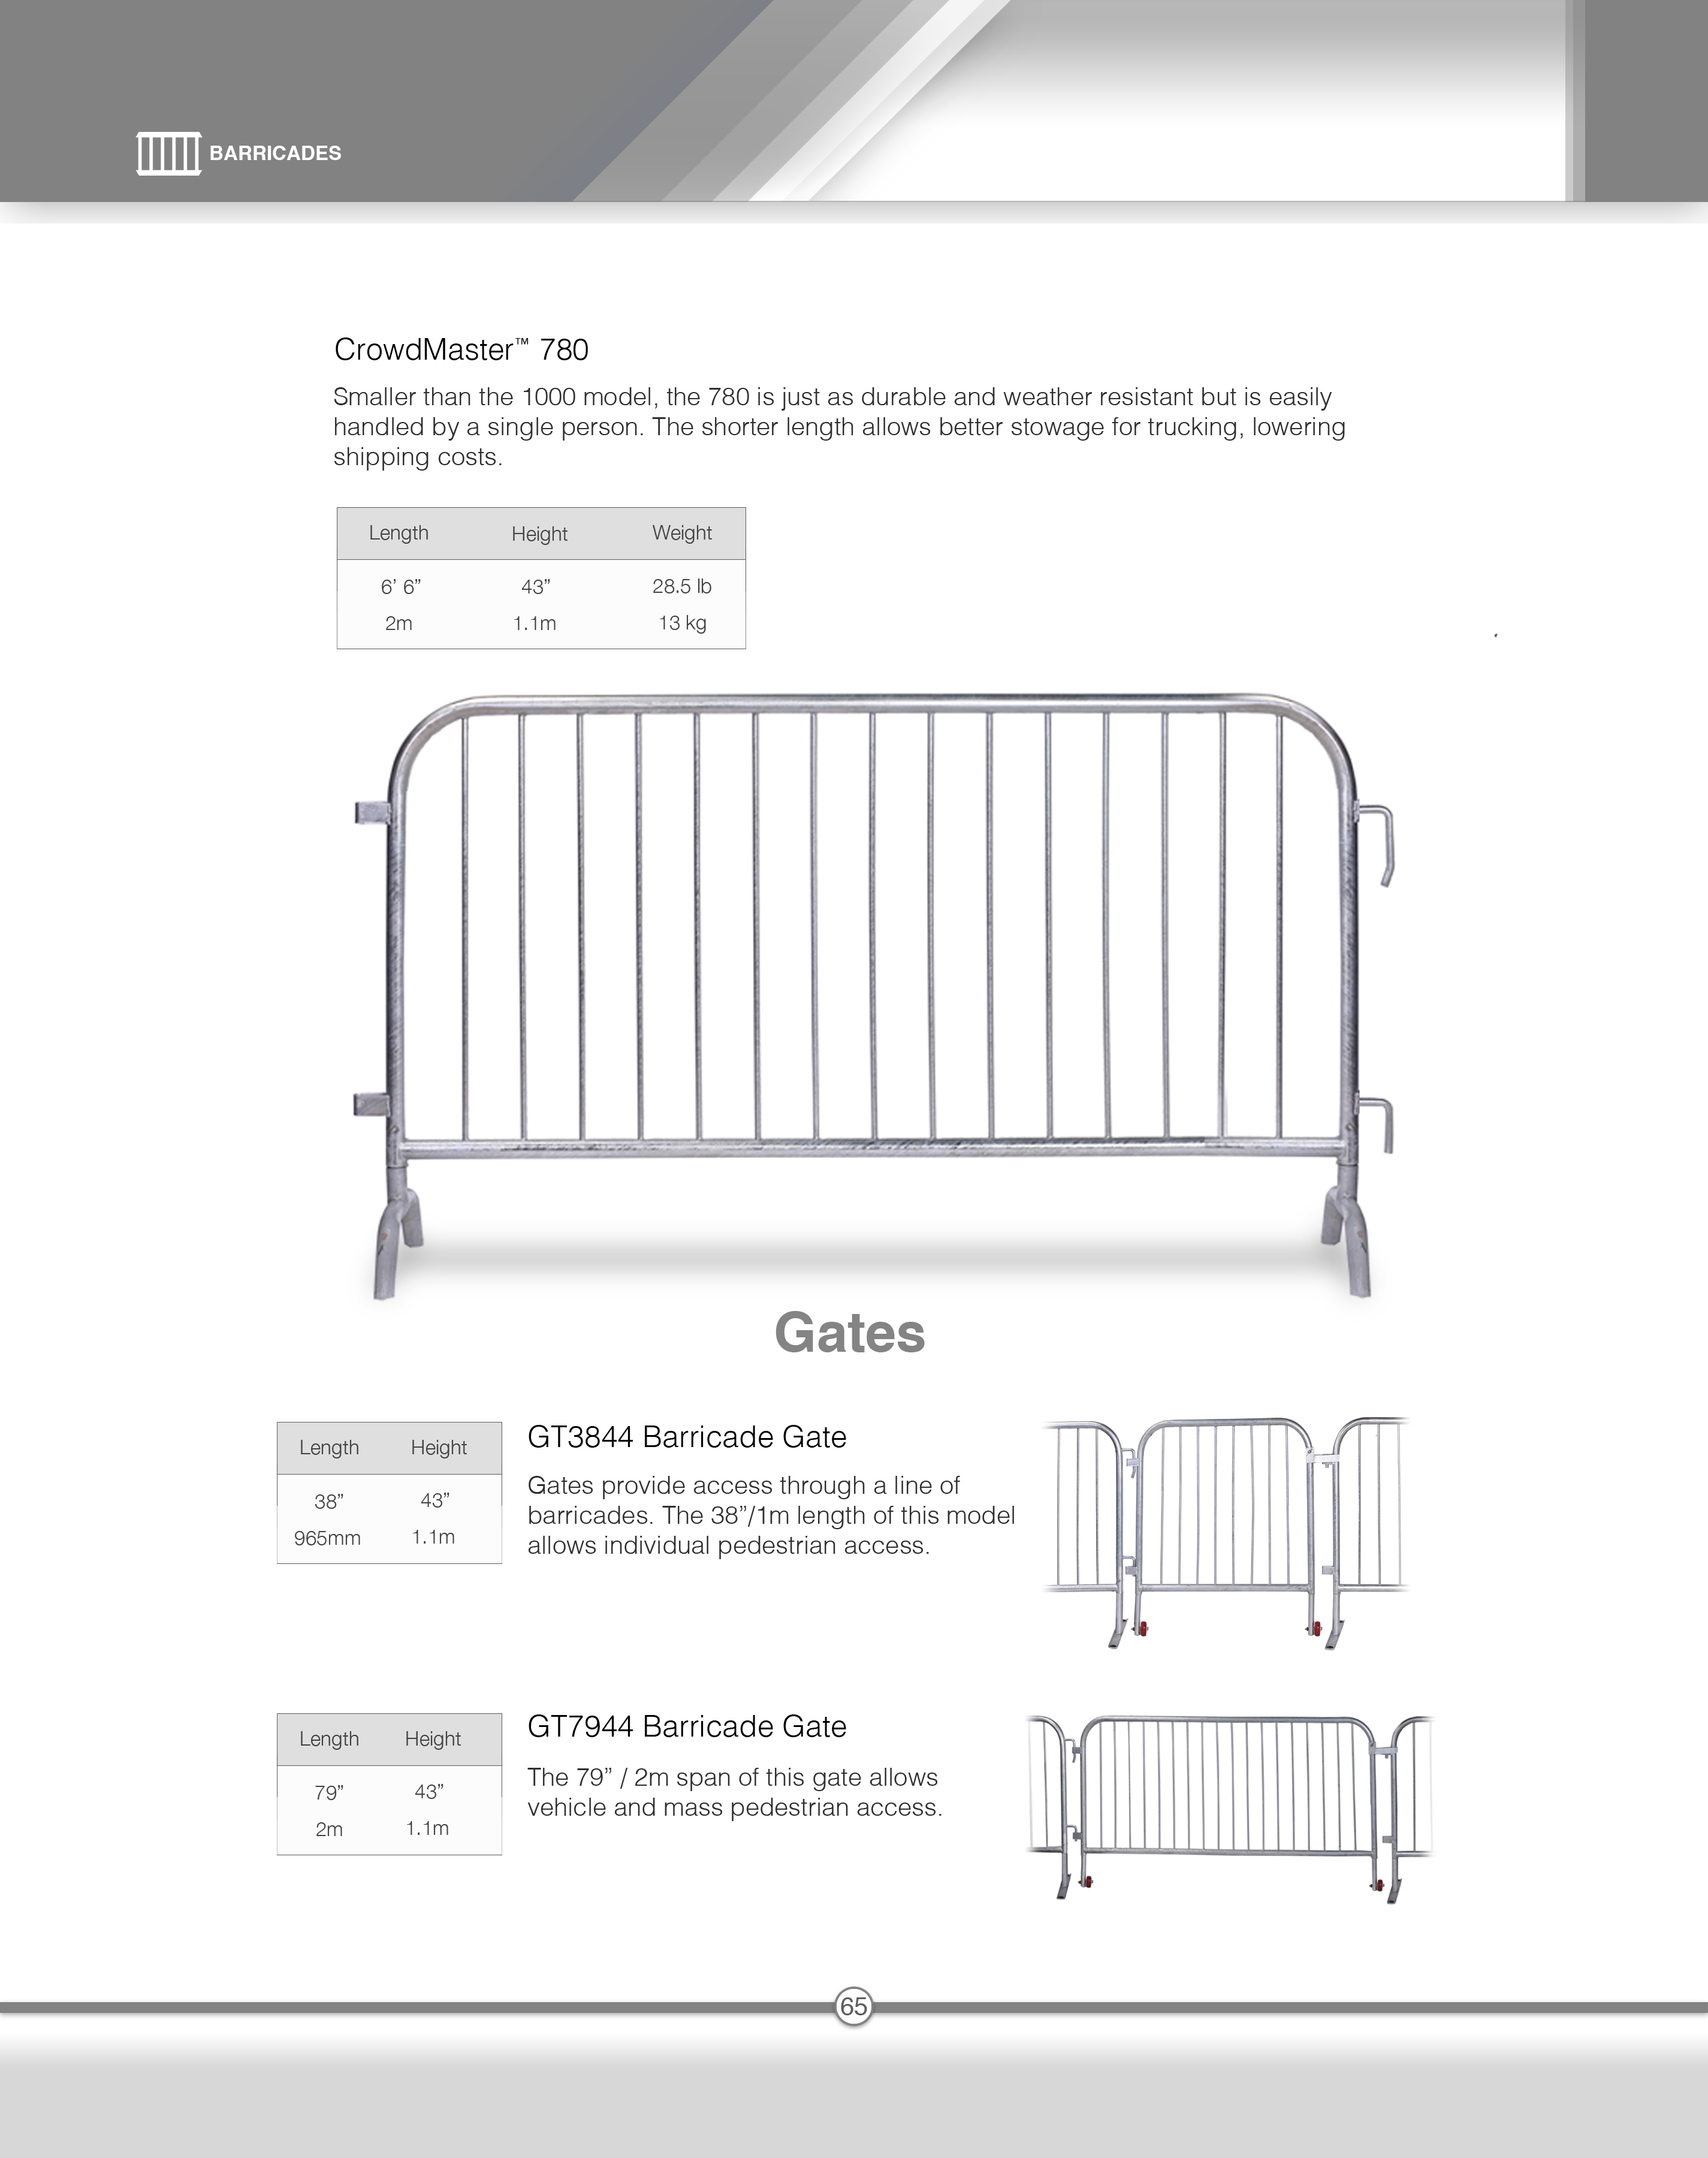 BARRICADES
CrowdMaster™ 780
Smaller than the 1000 model, the 780 is just as durable and weather resistant but is easily
handled by a single person. The shorter length allows better stowage for trucking, lowering
shipping costs.
Length Height Weight
6’ 6” 43” 28.5 lb
2m 1.1m 13 kg
Gates
Length Height
38” 43”
965mm 1.1m
GT3844 Barricade Gate
Gates provide access through a line of
barricades. The 38”/1m length of this model
allows individual pedestrian access.
Length Height
79” 43”
2m 1.1m
GT7944 Barricade Gate
The 79” / 2m span of this gate allows
vehicle and mass pedestrian access.
65